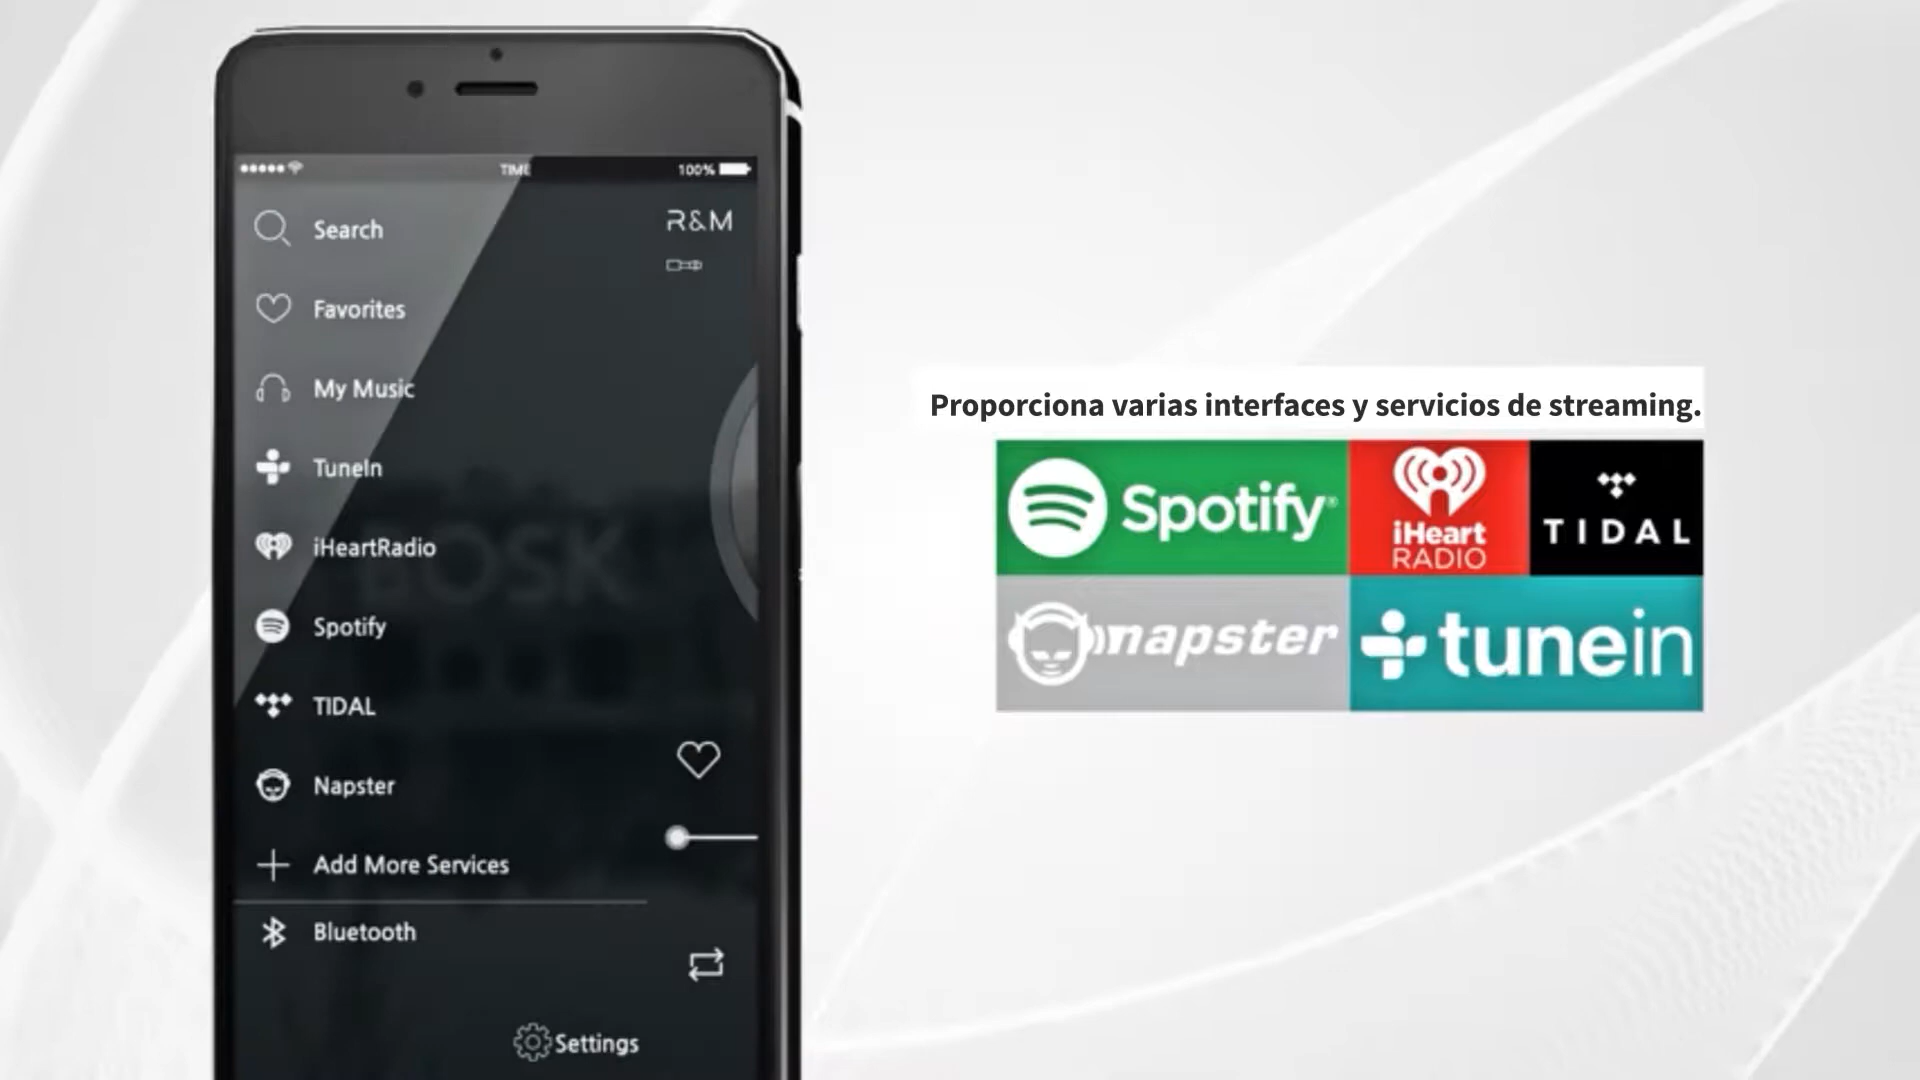 TIME
100%
R&M
Search
Favorites
My Music
TuneIn
iHeartRadio
BOSK
Spotify
TIDAL
Napster
Add More Services
Bluetooth
Settings
Proporciona varias interfaces y servicios de streaming.
Spotify®
iHeart
RADIO
TIDAL
napster
tunein